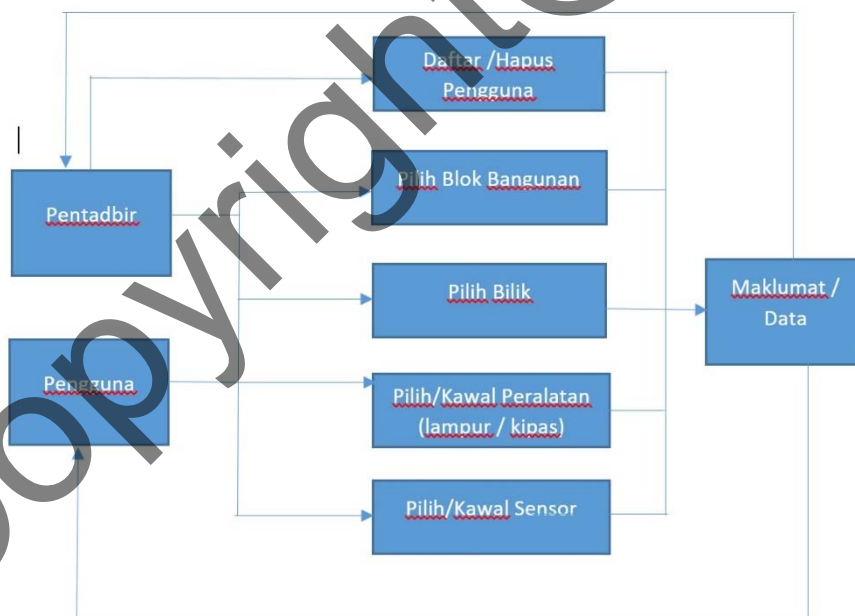 Daftar /Hapus
Pengguna
Pilih Blok Bangunan
Pentadbir
Pilih Bilik
Maklumat /
Data
Pengguna
Pilih/Kawal Peralatan
(lampur / kipas)
Pilih/Kawal Sensor
opyrighte